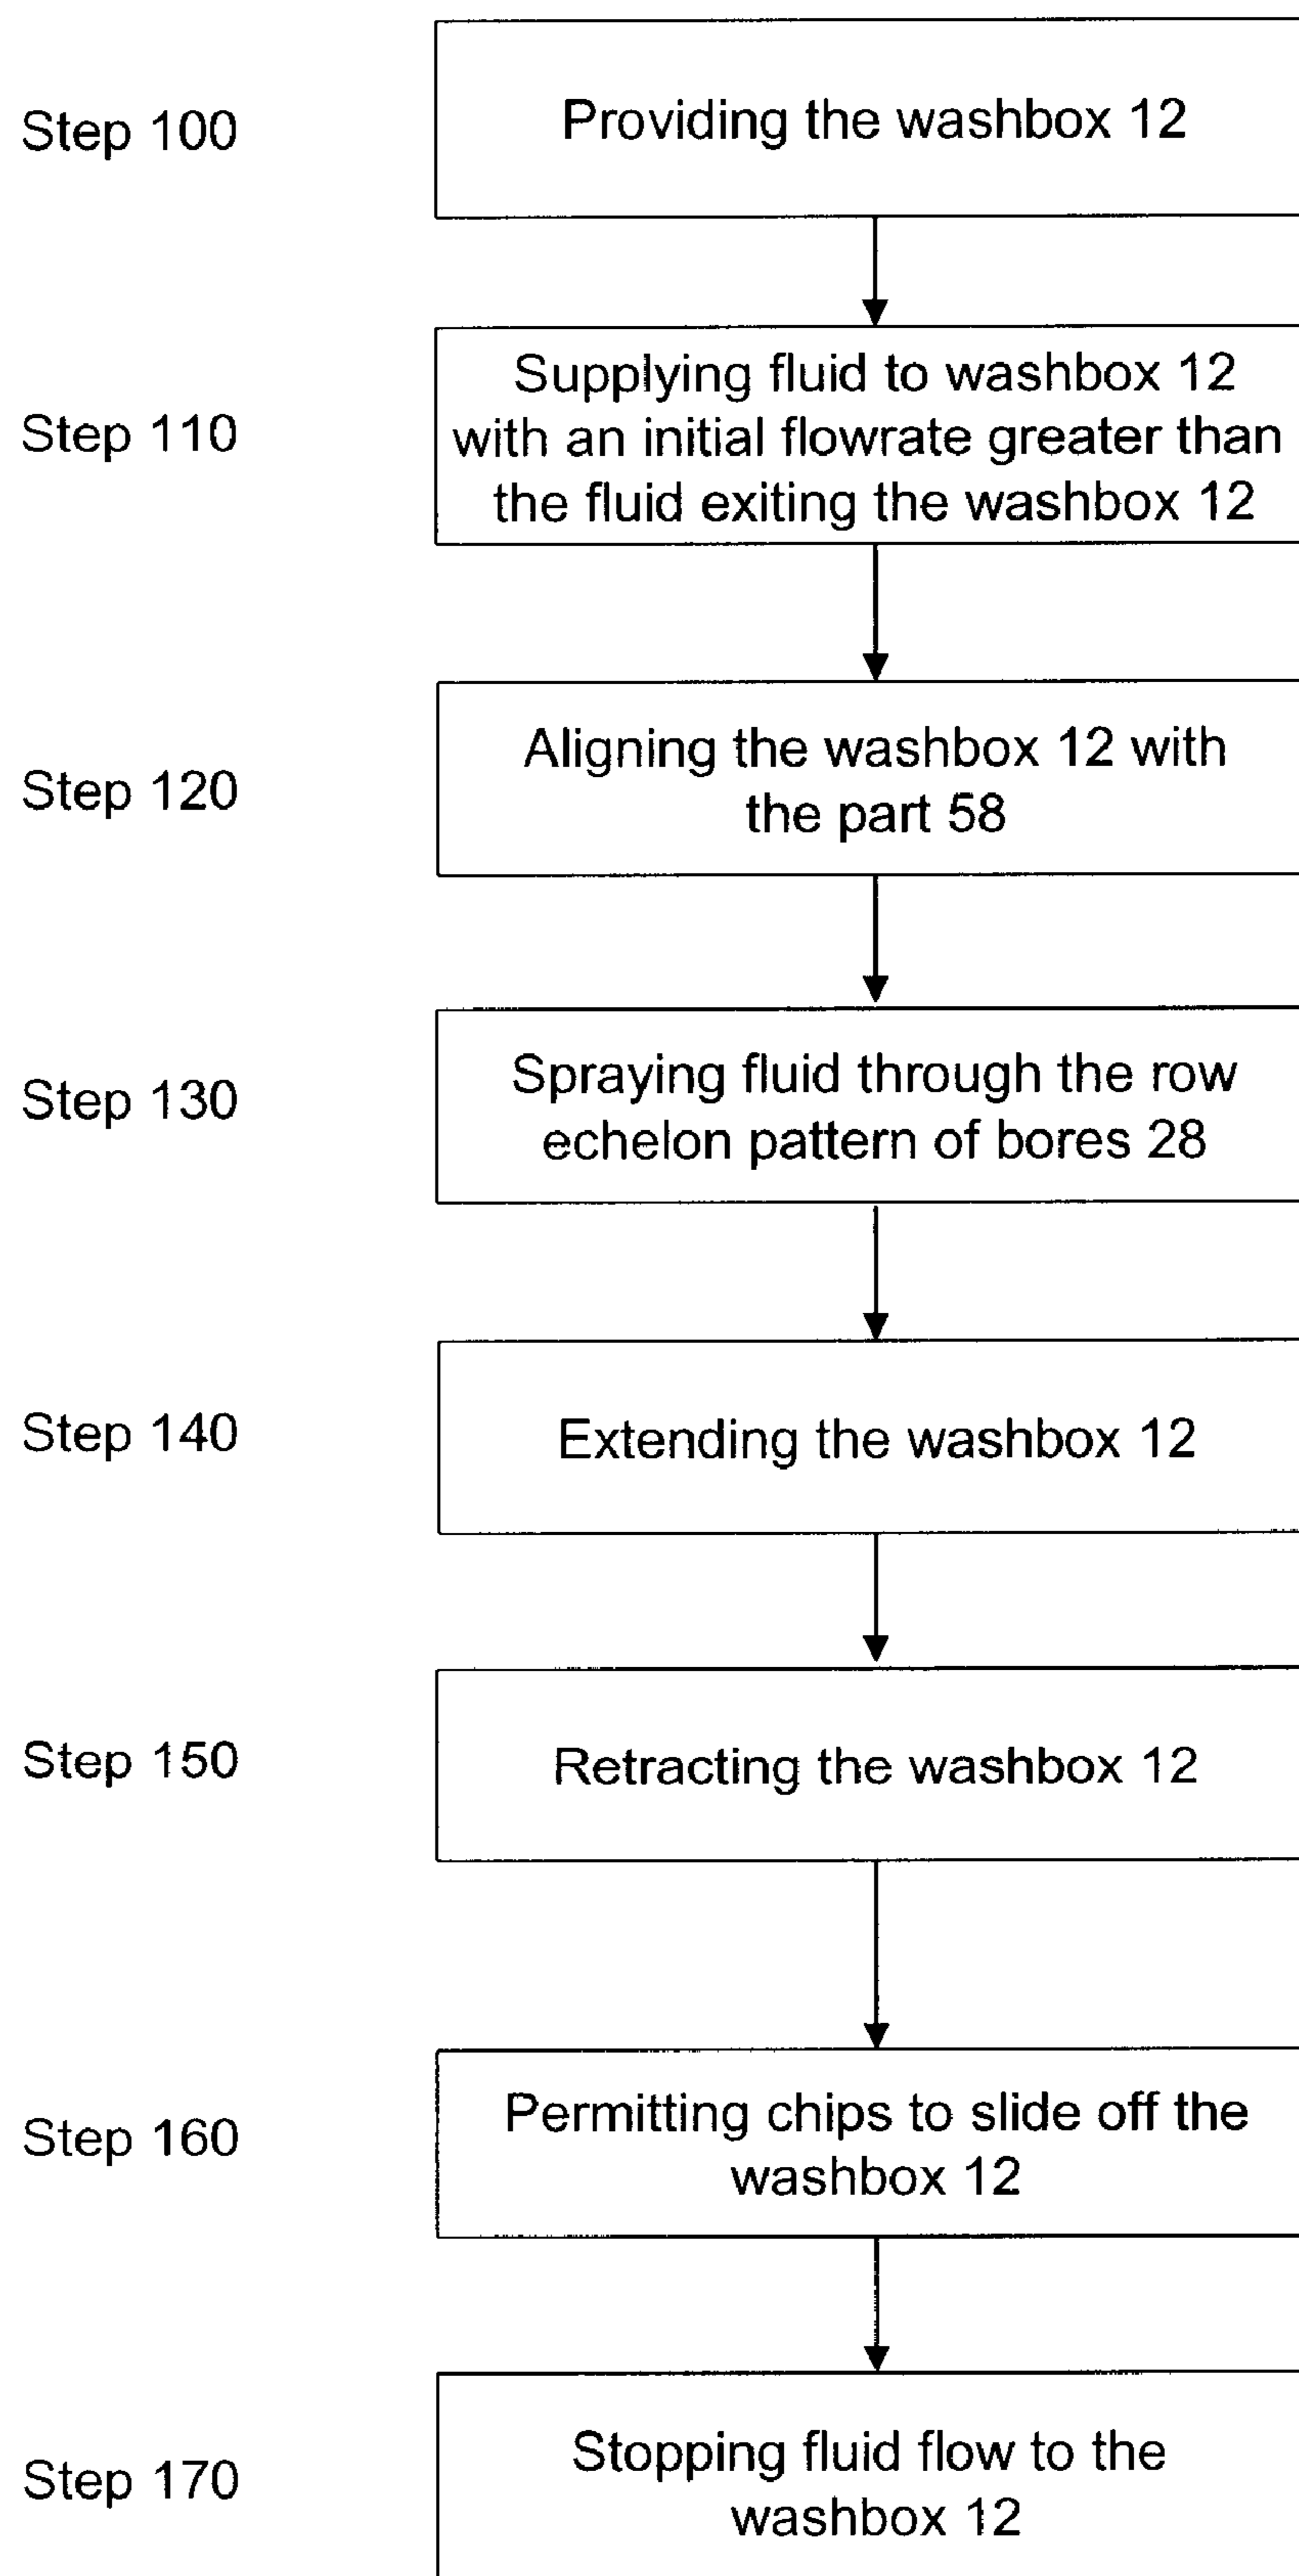 Step 100
Providing the washbox 12
Step 110
Supplying fluid to washbox 12
with an initial flowrate greater than
the fluid exiting the washbox 12
Step 120
Aligning the washbox 12 with
the part 58
Step 130
Spraying fluid through the row
echelon pattern of bores 28
Step 140
Extending the washbox 12
Step 150
Retracting the washbox 12
Step 160
Permitting chips to slide off the
washbox 12
Step 170
Stopping fluid flow to the
washbox 12